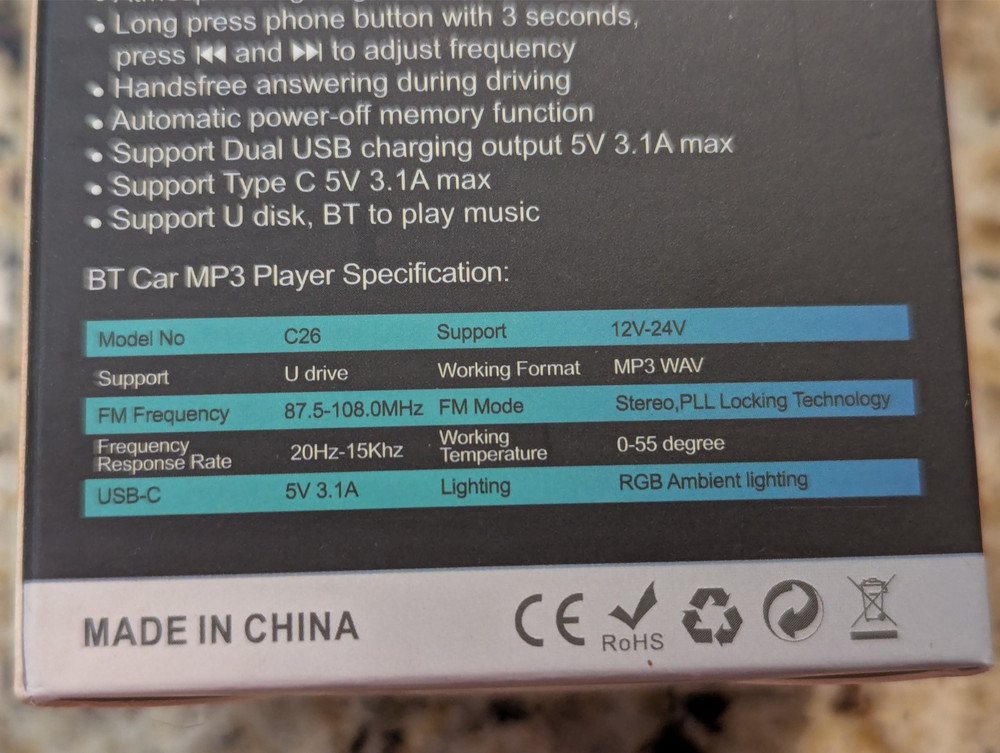 Long press phone button with 3 seconds,
press and to adjust frequency
Handsfree answering during driving
Automatic power-off memory function
Support Dual USB charging output 5V 3.1A max
Support Type C 5V 3.1A max
Support U disk, BT to play music
BT Car MP3 Player Specification:
Model No C26 Support 12V-24V
Support U drive Working Format MP3 WAV
FM Frequency 87.5-108.0MHz FM Mode Stereo,PLL Locking Technology
Frequency Response Rate 20Hz-15Khz Working Temperature 0-55 degree
USB-C 5V 3.1A Lighting RGB Ambient lighting
MADE IN CHINA CE RoHS